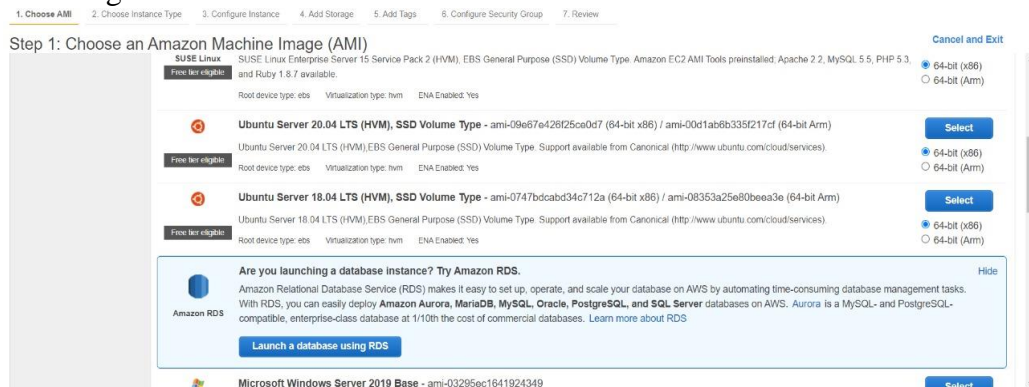 1. Choose AMI 2. Choose Instance Type 3. Configure Instance 4. Add Storage 5. Add Tags 6. Configure Security Group 7. Review
Step 1: Choose an Amazon Machine Image (AMI)
Cancel and Exit
SUSE Linux
Free tier eligible
SUSE Linux Enterprise Server 15 Service Pack 2 (HVM), EBS General Purpose (SSD) Volume Type. Amazon EC2 AMI Tools preinstalled; Apache 2.2, MySQL 5.5, PHP 5.3,
and Ruby 1.8.7 available.
Root device type: ebs Virtualization type: hvm ENA Enabled: Yes
64-bit (x86)
64-bit (Arm)
Ubuntu Server 20.04 LTS (HVM), SSD Volume Type - ami-09e67e426f25ce0d7 (64-bit x86) / ami-00d1ab6b335f217cf (64-bit Arm)
Free tier eligible
Ubuntu Server 20.04 LTS (HVM),EBS General Purpose (SSD) Volume Type. Support available from Canonical (http://www.ubuntu.com/cloud/services).
Root device type: ebs Virtualization type: hvm ENA Enabled: Yes
Select
64-bit (x86)
64-bit (Arm)
Ubuntu Server 18.04 LTS (HVM), SSD Volume Type - ami-0747bdcabd34c712a (64-bit x86) / ami-08353a25e80beea3e (64-bit Arm)
Free tier eligible
Ubuntu Server 18.04 LTS (HVM),EBS General Purpose (SSD) Volume Type. Support available from Canonical (http://www.ubuntu.com/cloud/services).
Root device type: ebs Virtualization type: hvm ENA Enabled: Yes
Select
64-bit (x86)
64-bit (Arm)
Amazon RDS
Are you launching a database instance? Try Amazon RDS.
Hide
Amazon Relational Database Service (RDS) makes it easy to set up, operate, and scale your database on AWS by automating time-consuming database management tasks.
With RDS, you can easily deploy Amazon Aurora, MariaDB, MySQL, Oracle, PostgreSQL, and SQL Server databases on AWS. Aurora is a MySQL- and PostgreSQL-
compatible, enterprise-class database at 1/10th the cost of commercial databases. Learn more about RDS
Launch a database using RDS
Microsoft Windows Server 2019 Base - ami-03295ec1641924349
Select